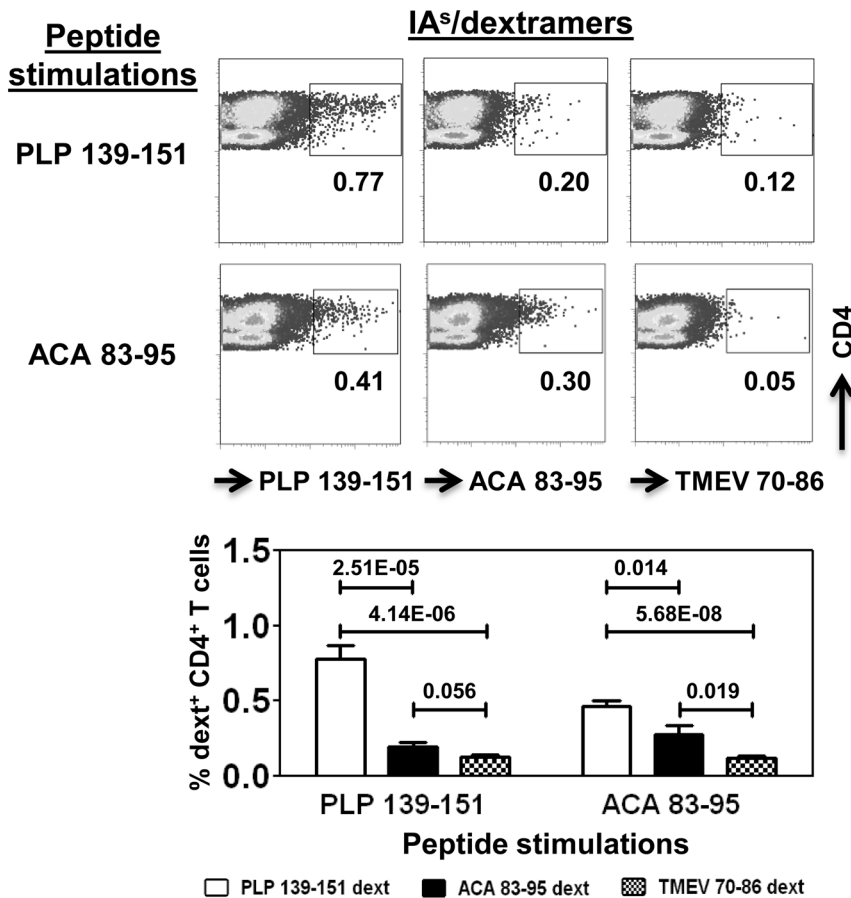 Peptide
stimulations
IAˢ/dextramers
PLP 139-151
0.77
0.20
0.12
ACA 83-95
0.41
0.30
0.05
CD4
PLP 139-151
ACA 83-95
TMEV 70-86
% dext⁺ CD4⁺ T cells
1.5
1.0
0.5
0.0
2.51E-05
4.14E-06
0.056
0.014
5.68E-08
0.019
PLP 139-151
ACA 83-95
Peptide stimulations
PLP 139-151 dext
ACA 83-95 dext
TMEV 70-86 dext